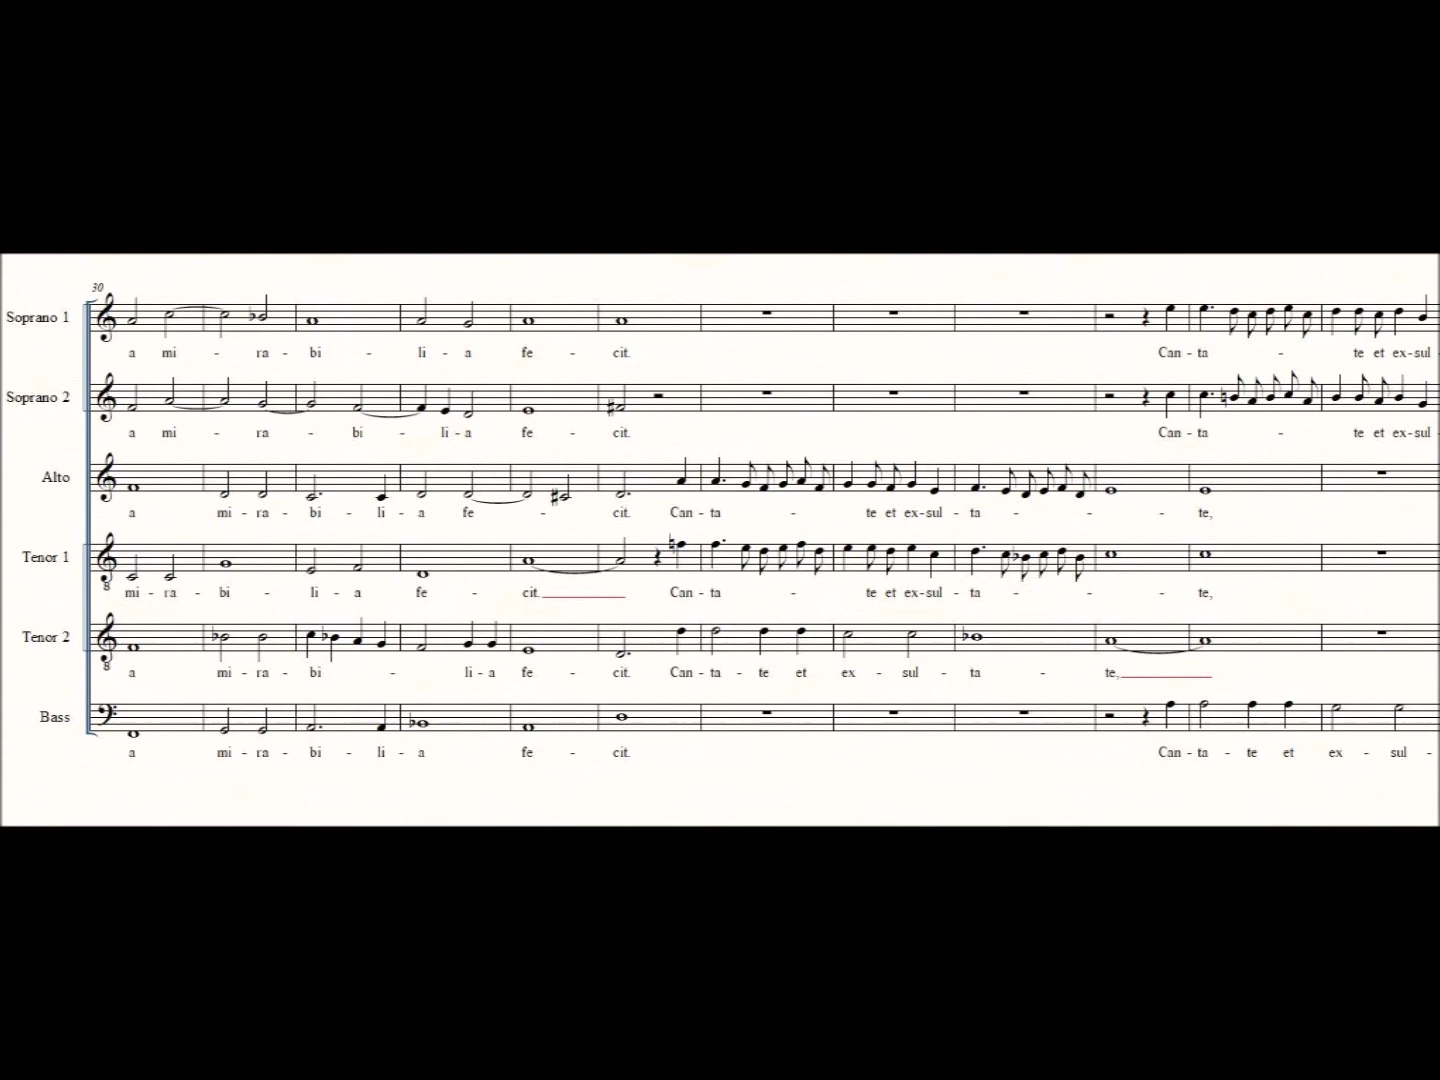 30
Soprano 1
a mi - ra - bi - li - a fe - cit. Can - ta - te et ex - sul -
Soprano 2
a mi - ra - bi - li - a fe - cit. Can - ta - te et ex - sul -
Alto
a mi - ra - bi - li - a fe - cit. Can - ta - te et ex - sul - ta - te,
Tenor 1
8
mi - ra - bi - li - a fe - cit. Can - ta - te et ex - sul - ta - te,
Tenor 2
8
a mi - ra - bi - li - a fe - cit. Can - ta - te et ex - sul - ta - te,
Bass
a mi - ra - bi - li - a fe - cit. Can - ta - te et ex - sul -